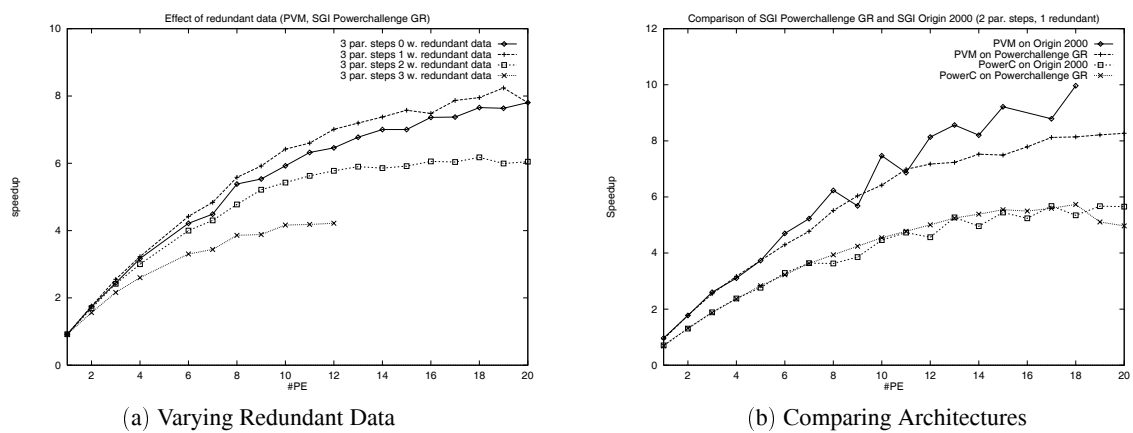 Effect of redundant data (PVM, SGI Powerchallenge GR)
3 par. steps 0 w. redundant data
3 par. steps 1 w. redundant data
3 par. steps 2 w. redundant data
3 par. steps 3 w. redundant data
10
8
6
4
2
0
speedup
2 4 6 8 10 12 14 16 18 20
#PE
(a) Varying Redundant Data
Comparison of SGI Powerchallenge GR and SGI Origin 2000 (2 par. steps, 1 redundant)
PVM on Origin 2000
PVM on Powerchallenge GR
PowerC on Origin 2000
PowerC on Powerchallenge GR
12
10
8
6
4
2
0
Speedup
2 4 6 8 10 12 14 16 18 20
#PE
(b) Comparing Architectures